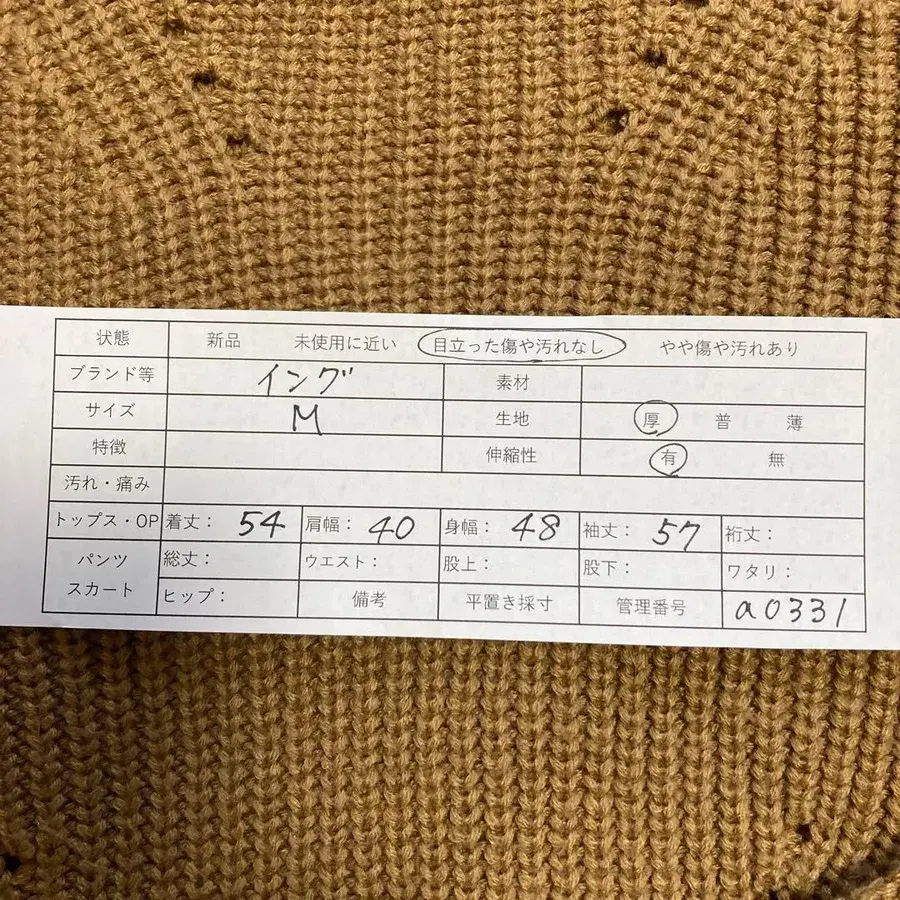 状態 新品 未使用に近い 目立った傷や汚れなし やや傷や汚れあり
ブランド等 イング 素材
サイズ M 生地 厚 普 薄
特徴 伸縮性 有 無
汚れ・痛み
トップス・OP 着丈： 54 肩幅： 40 身幅： 48 袖丈： 57 裄丈：
パンツ スカート 総丈： ウエスト： 股上： 股下： ワタリ：
ヒップ： 備考 平置き採寸 管理番号 a0331